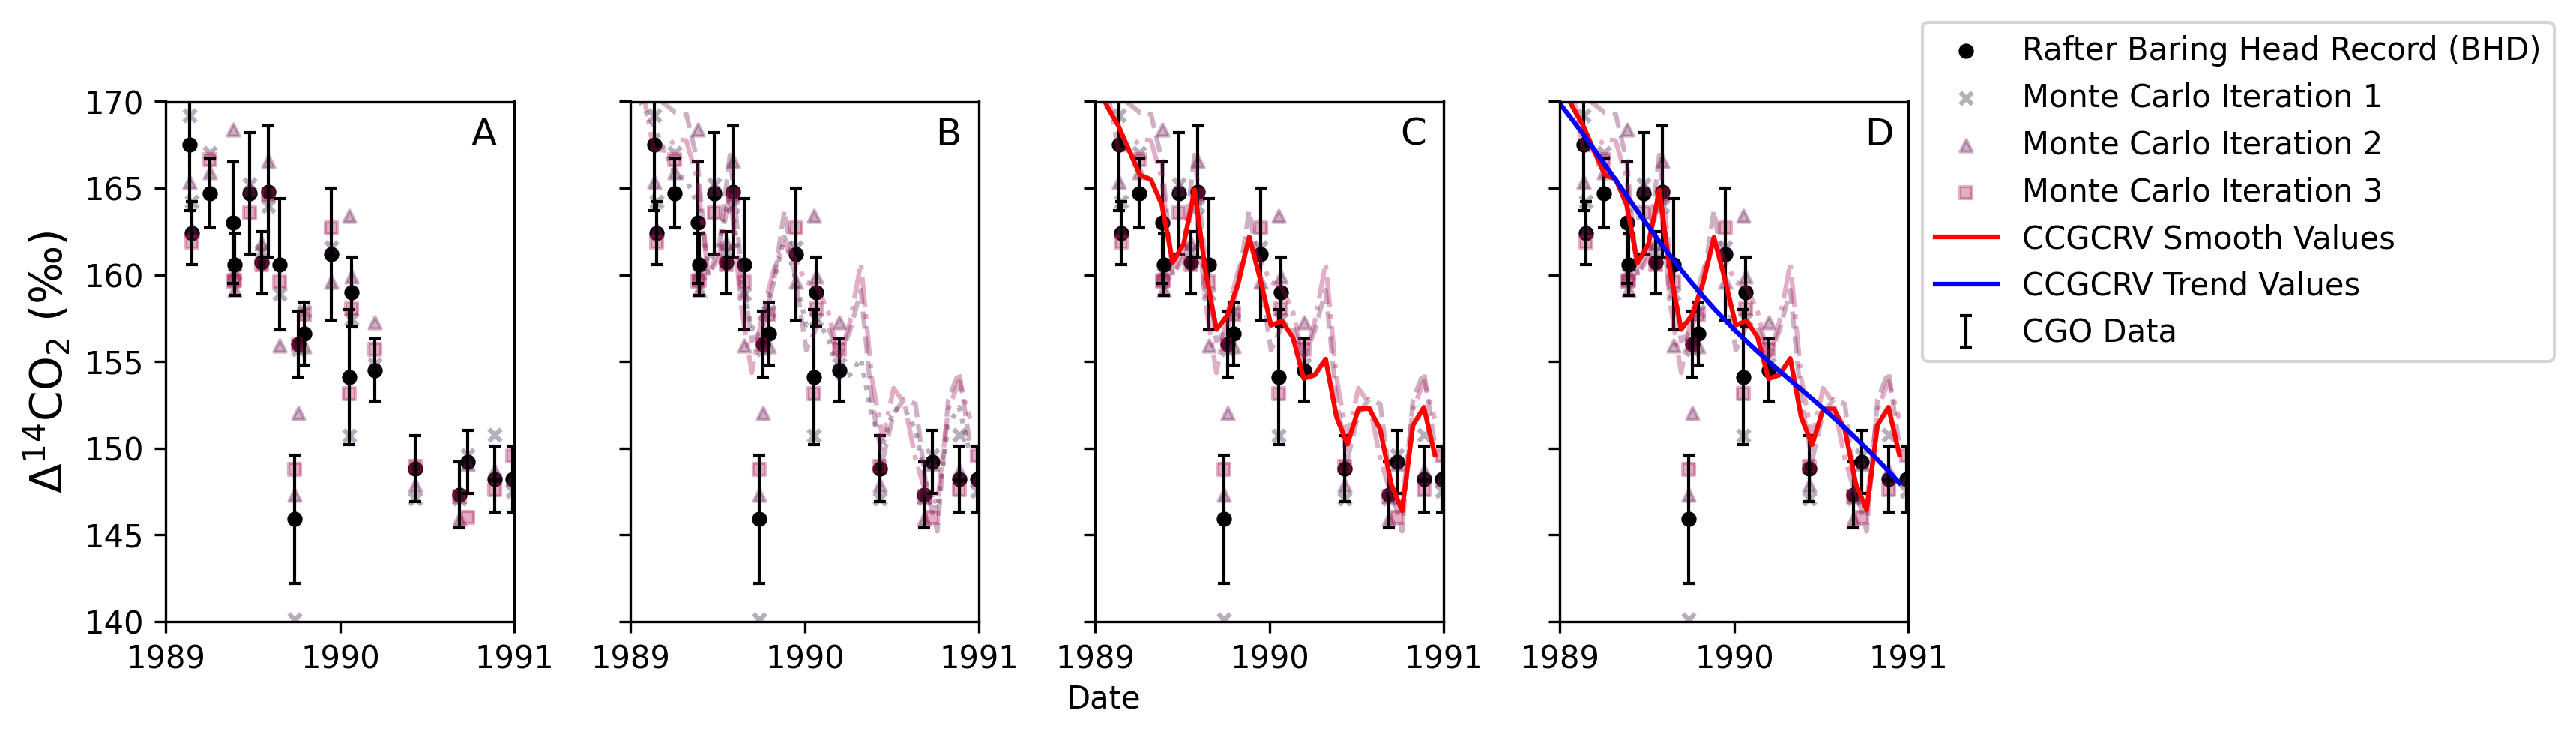 Rafter Baring Head Record (BHD)
Monte Carlo Iteration 1
Monte Carlo Iteration 2
Monte Carlo Iteration 3
CCGCRV Smooth Values
CCGCRV Trend Values
CGO Data
A
B
C
D
Δ¹⁴CO₂ (‰)
170
165
160
155
150
145
140
1989 1990 1991
1989 1990 1991
1989 1990 1991
1989 1990 1991
Date